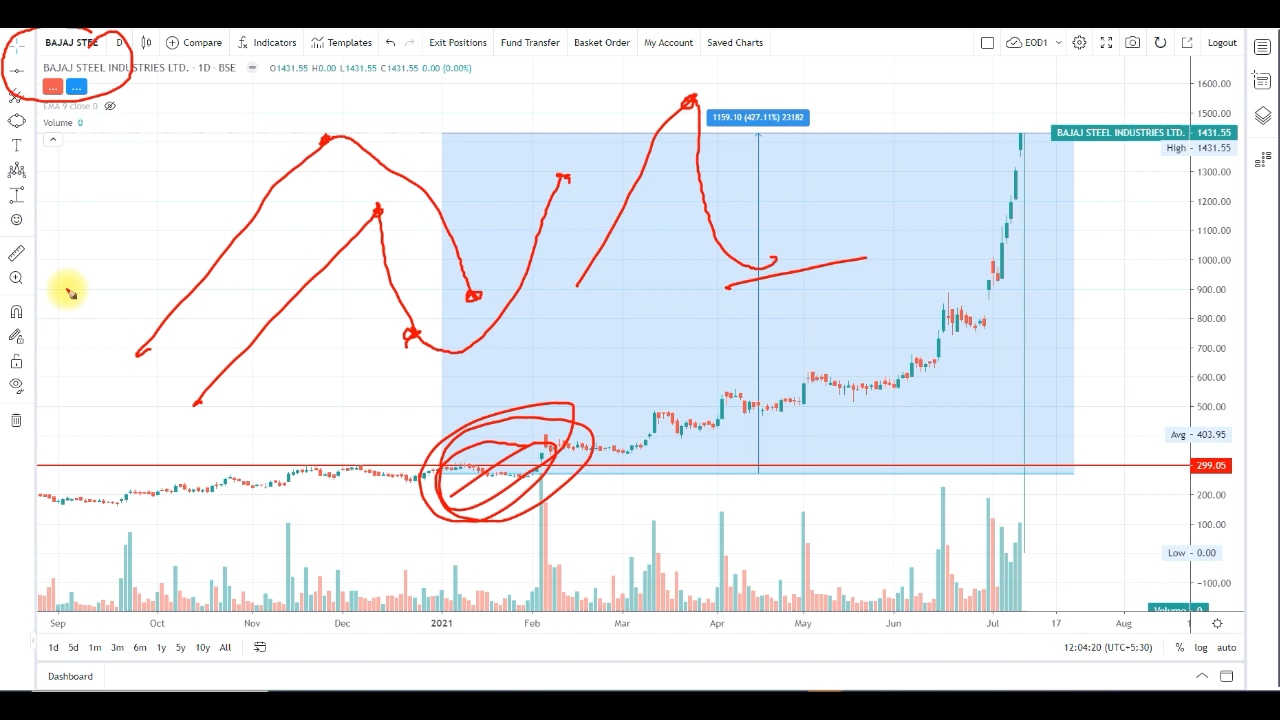 BAJAJ STEE D Compare Indicators Templates Exit Positions Fund Transfer Basket Order My Account Saved Charts EOD1 Logout
BAJAJ STEEL INDUSTRIES LTD. · 1D · BSE O1431.55 H0.00 L1431.55 C1431.55 0.00 (0.00%)
... ...
EMA 9 close 0
Volume 0
1159.10 (427.11%) 23182
1600.00
1500.00
BAJAJ STEEL INDUSTRIES LTD. 1431.55
High 1431.55
1300.00
1200.00
1100.00
1000.00
900.00
800.00
700.00
600.00
500.00
Avg 403.95
299.05
200.00
100.00
Low 0.00
−100.00
Volume 0
Sep Oct Nov Dec 2021 Feb Mar Apr May Jun Jul 17 Aug
1d 5d 1m 3m 6m 1y 5y 10y All 12:04:20 (UTC+5:30) % log auto
Dashboard